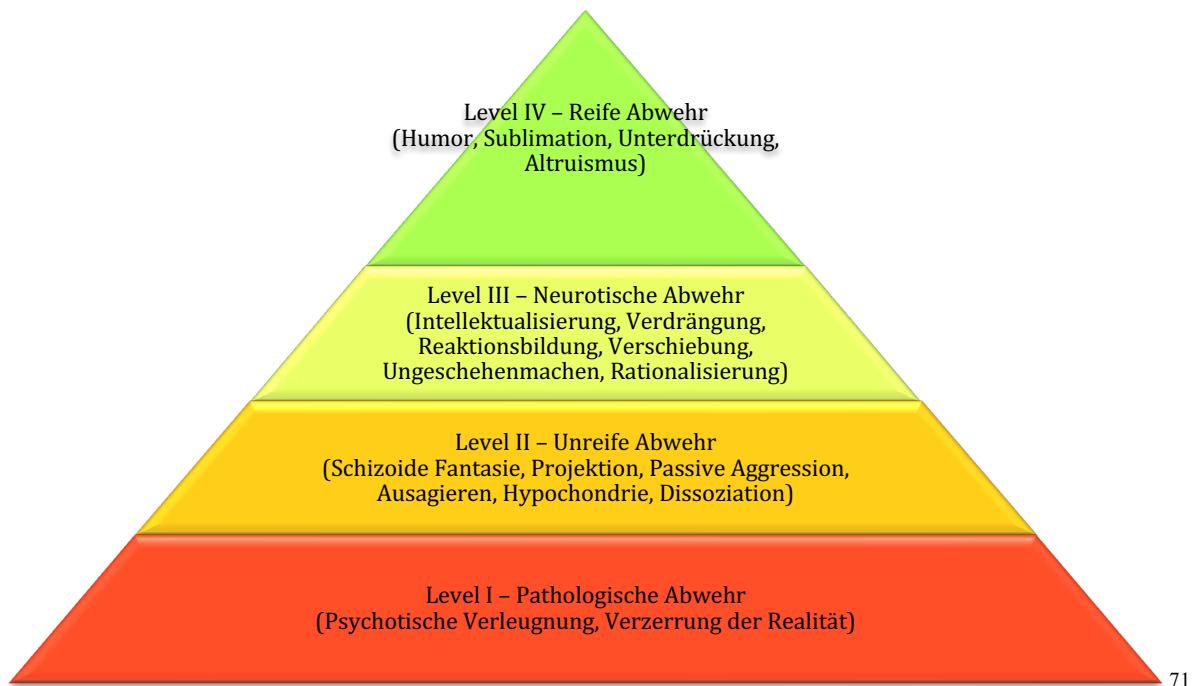 Level IV – Reife Abwehr
(Humor, Sublimation, Unterdrückung,
Altruismus)
Level III – Neurotische Abwehr
(Intellektualisierung, Verdrängung,
Reaktionsbildung, Verschiebung,
Ungeschehenmachen, Rationalisierung)
Level II – Unreife Abwehr
(Schizoide Fantasie, Projektion, Passive Aggression,
Ausagieren, Hypochondrie, Dissoziation)
Level I – Pathologische Abwehr
(Psychotische Verleugnung, Verzerrung der Realität)
71